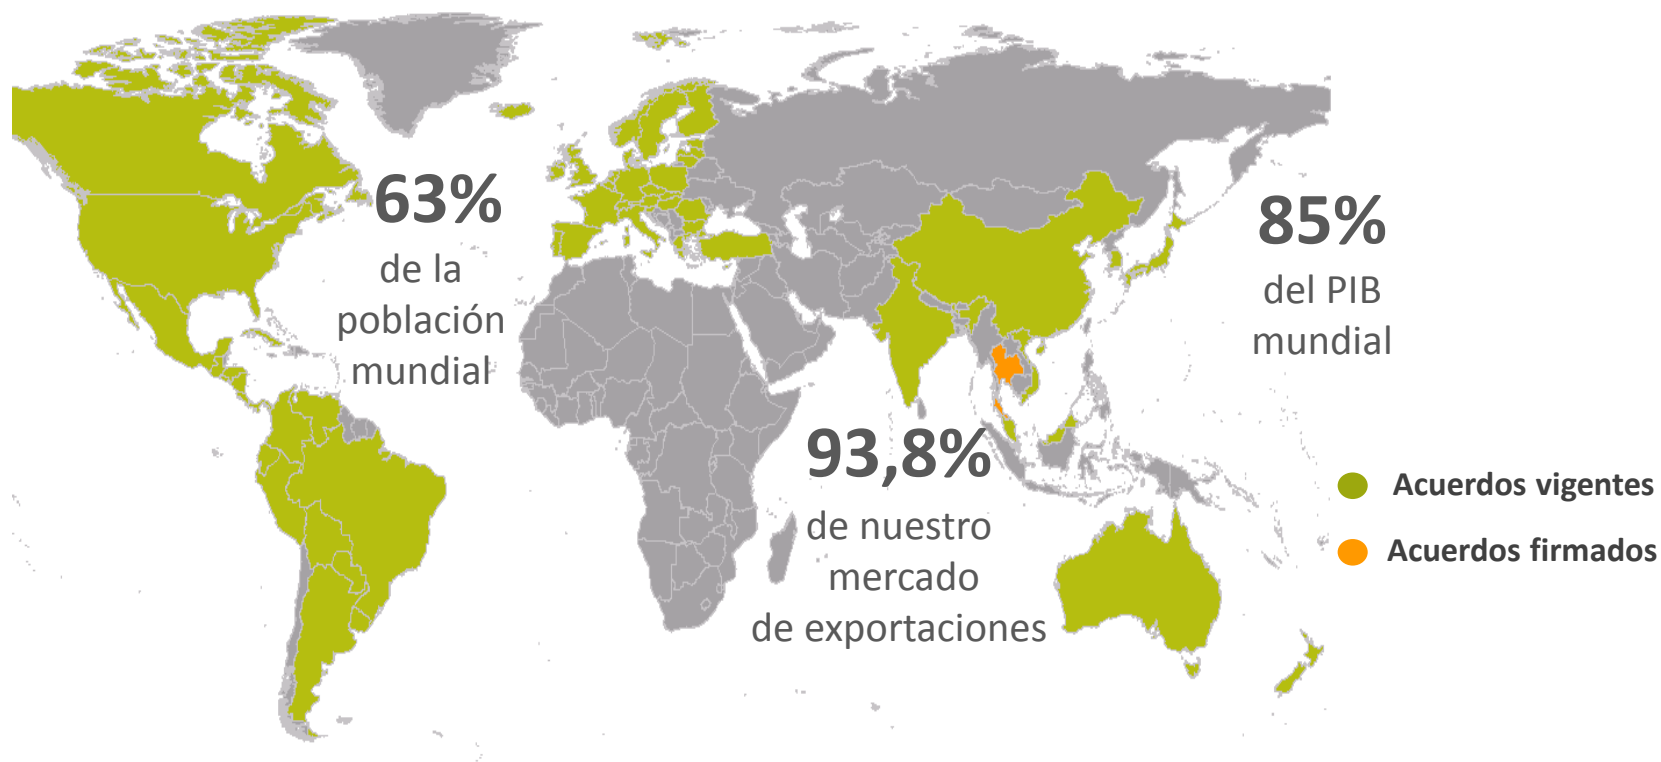 63%
de la
población
mundial
85%
del PIB
mundial
93,8%
de nuestro
mercado
de exportaciones
Acuerdos vigentes
Acuerdos firmados